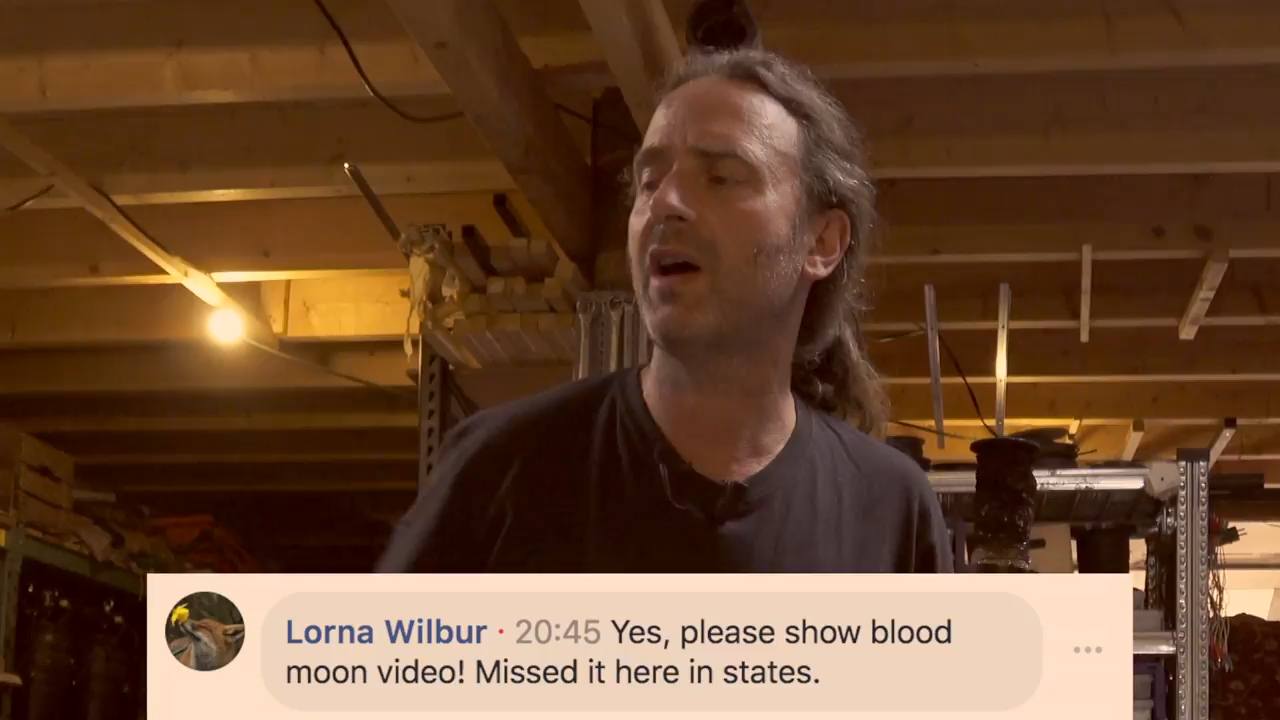 Lorna Wilbur · 20:45 Yes, please show blood
moon video! Missed it here in states.